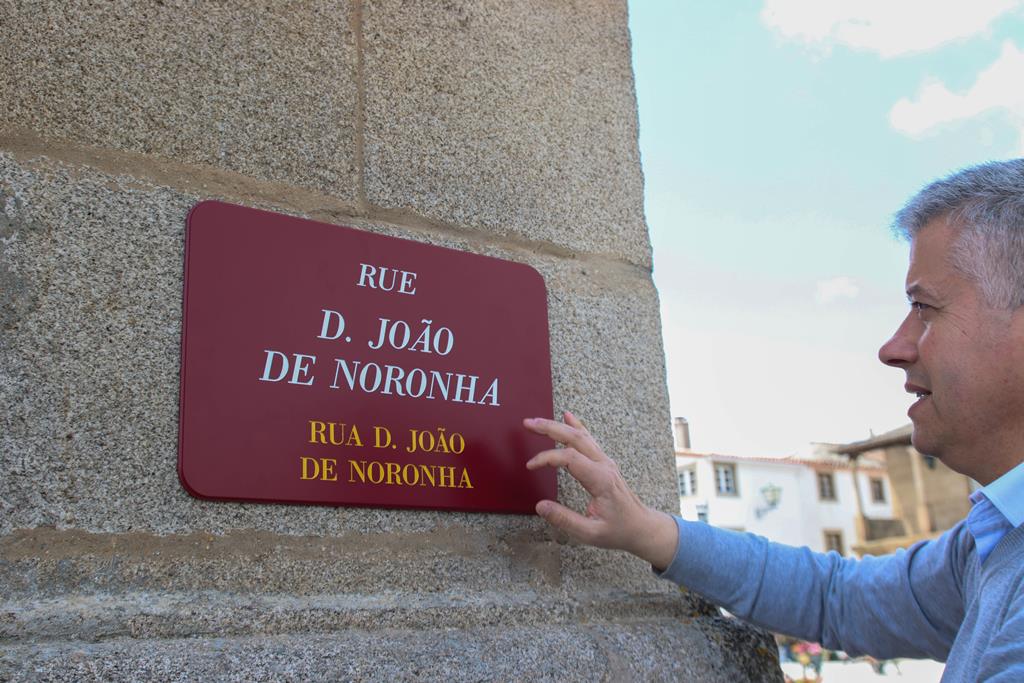 RUE
D. JOÃO
DE NORONHA
RUA D. JOÃO
DE NORONHA